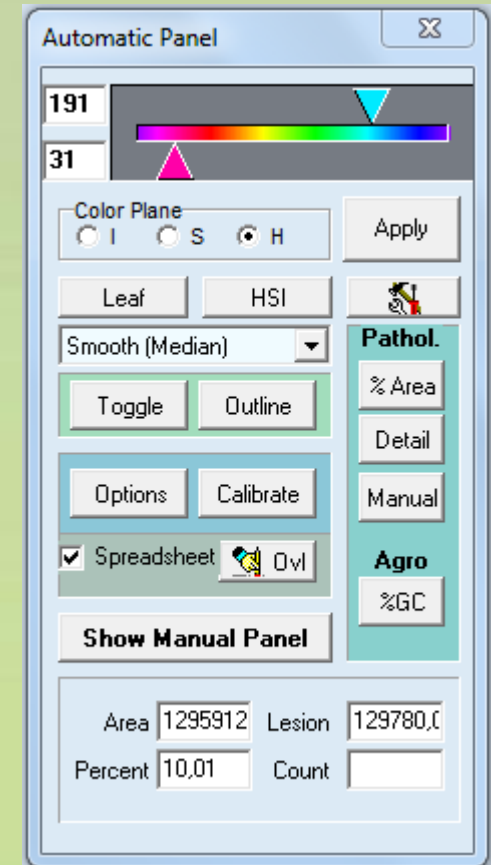 Automatic Panel
191
31
Color Plane
I S H
Apply
Leaf HSI
Smooth (Median)
Pathol.
% Area
Toggle Outline
Detail
Options Calibrate
Manual
Spreadsheet Ovl
Agro
%GC
Show Manual Panel
Area 1295912 Lesion 129780,0
Percent 10,01 Count